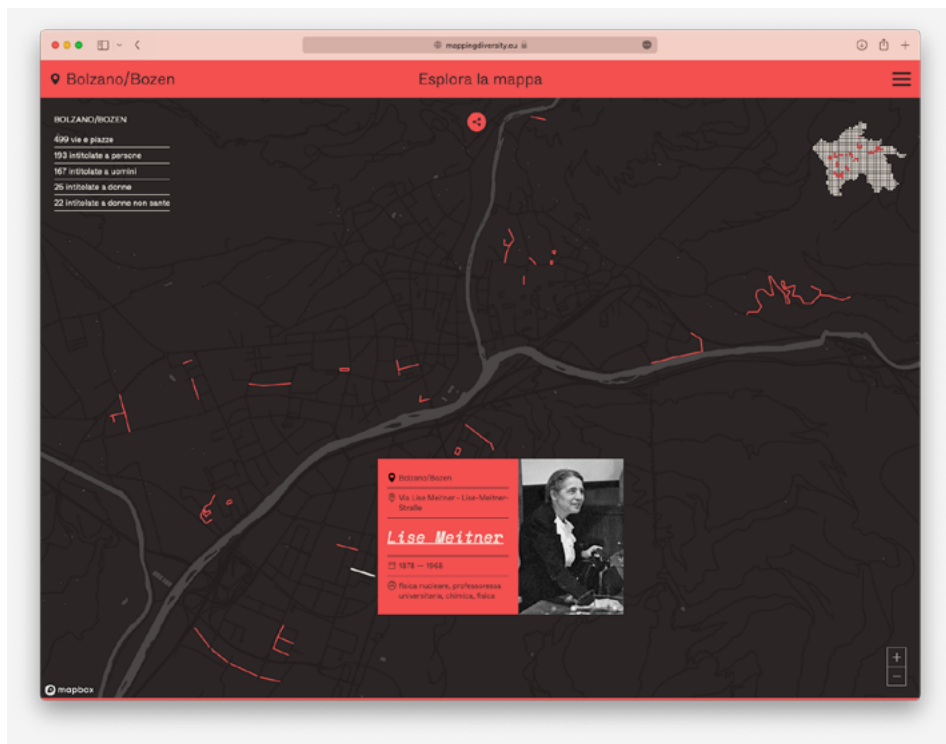 mappingdiversity.eu
Bolzano/Bozen
Esplora la mappa
BOLZANO/BOZEN
499 vie e piazze
193 intitolate a persone
167 intitolate a uomini
26 intitolate a donne
22 intitolate a donne non sante
Bolzano/Bozen
Via Lise Meitner - Lise-Meitner-
Straße
Lise Meitner
1878 — 1968
fisica nucleare, professoressa
universitaria, chimica, fisica
+
−
mapbox